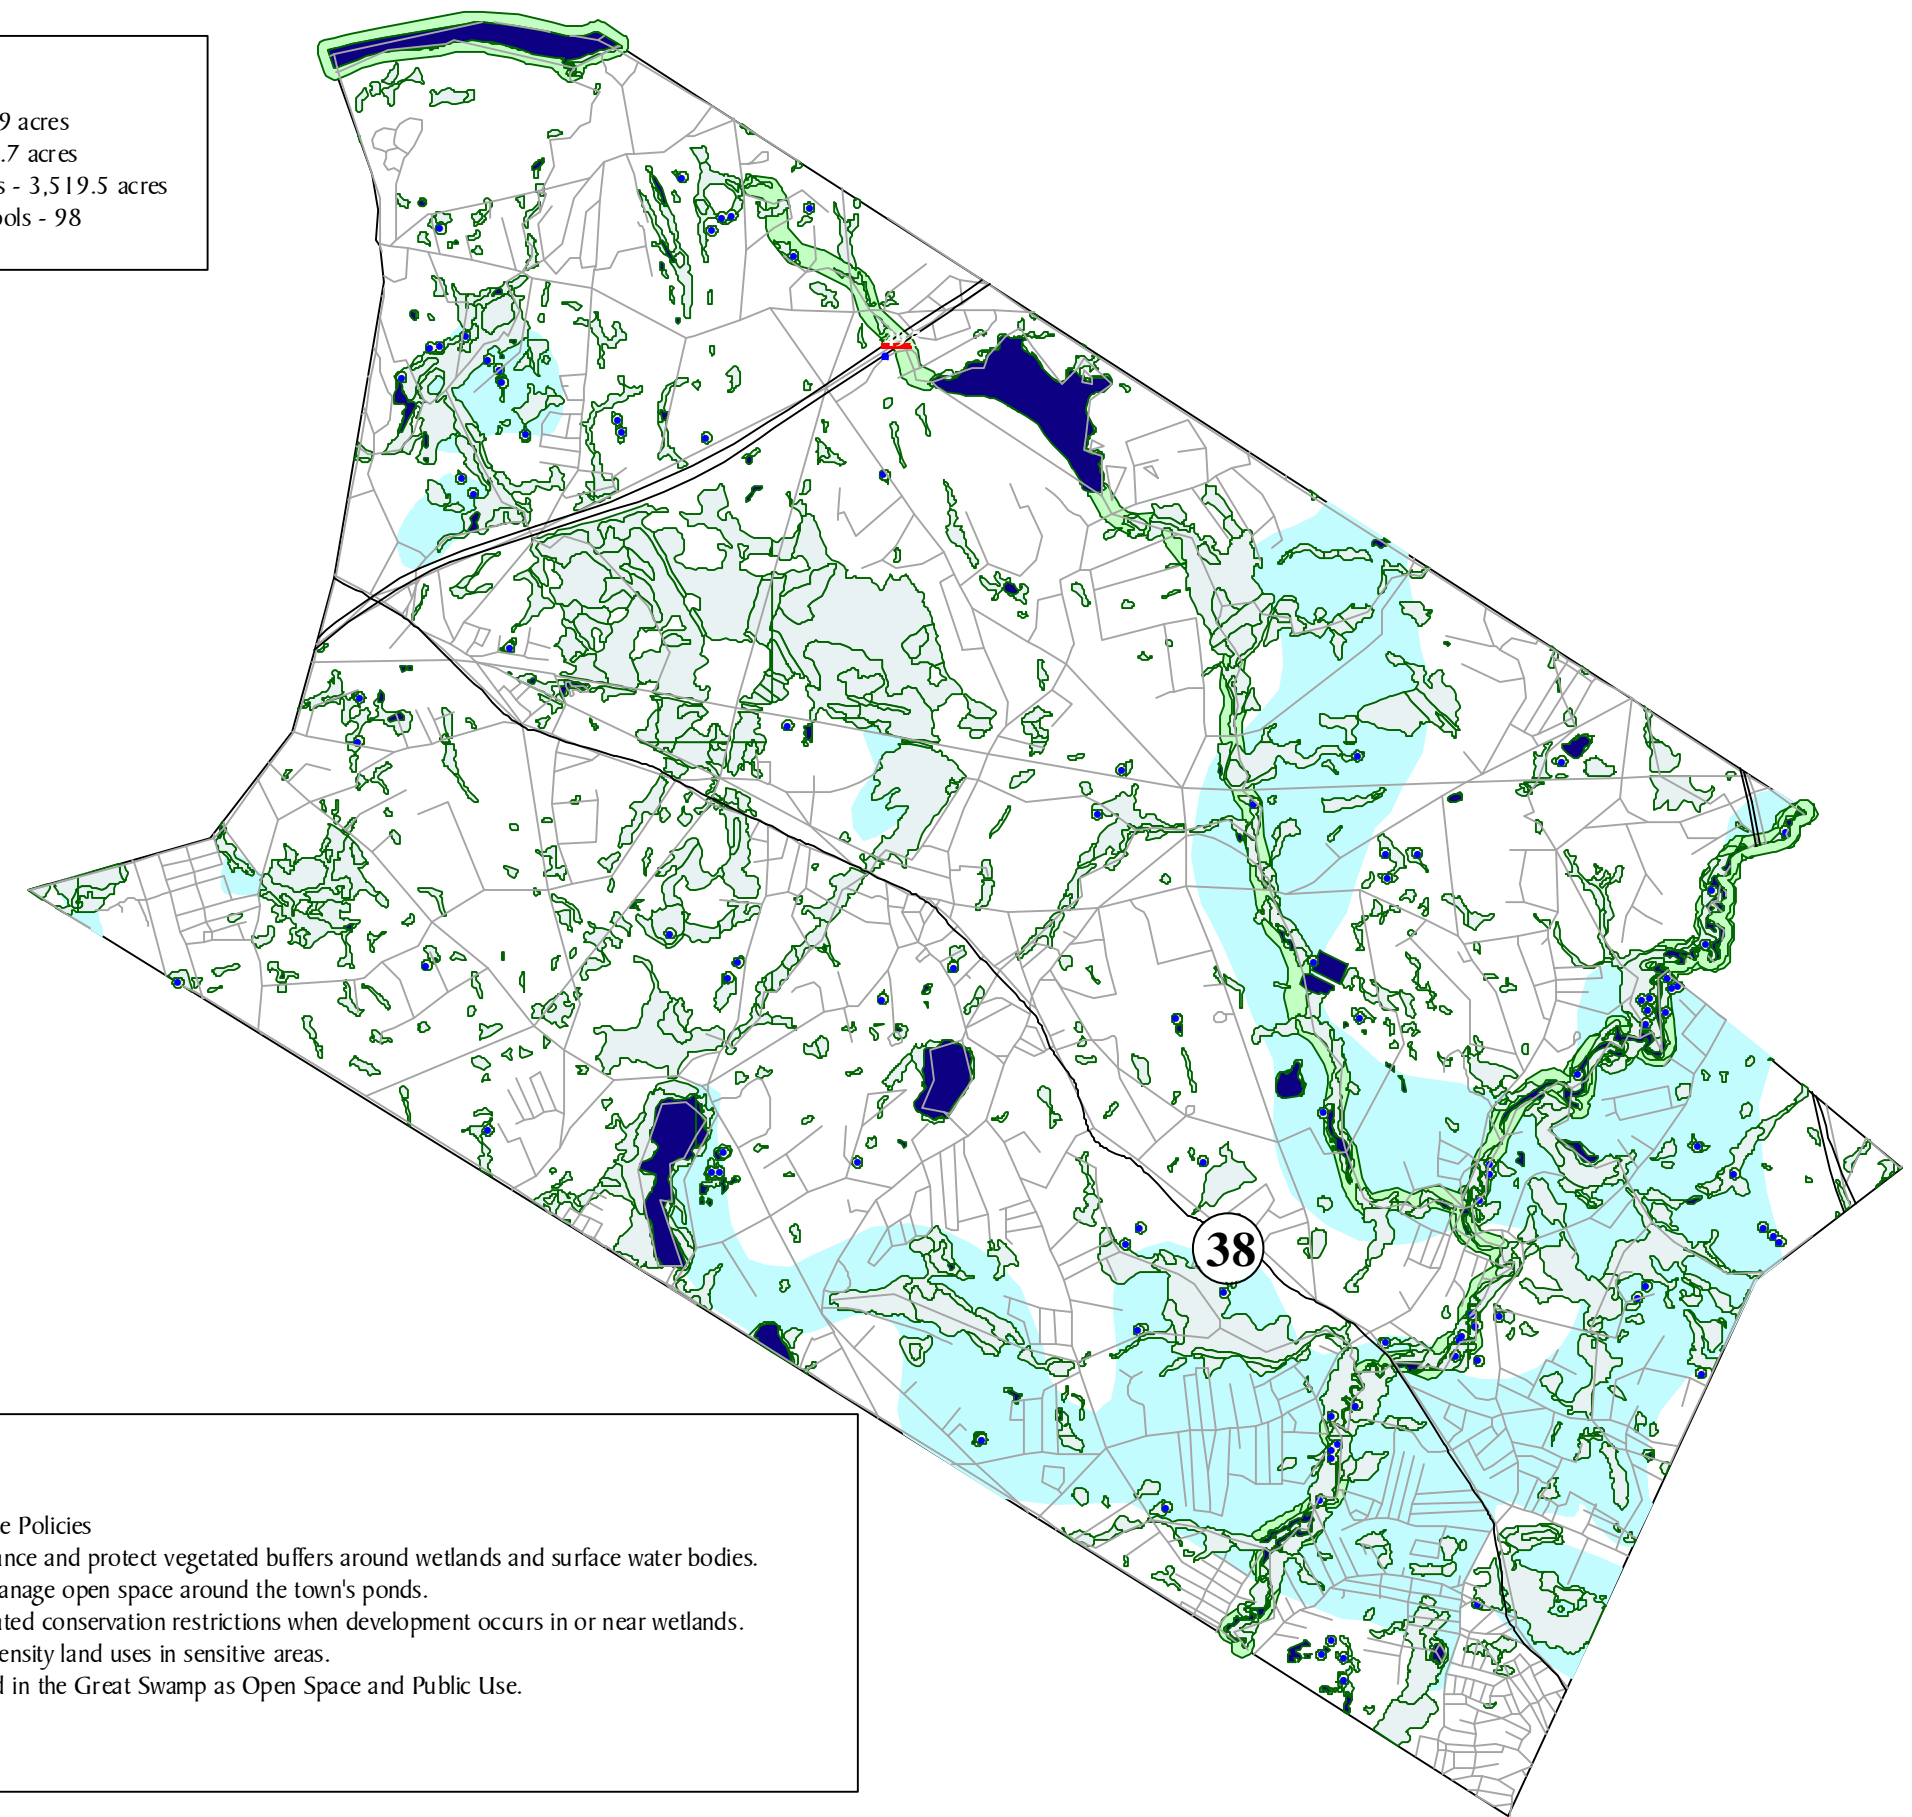 9 acres
.7 acres
s - 3,519.5 acres
ools - 98
38
e Policies
ance and protect vegetated buffers around wetlands and surface water bodies.
anage open space around the town's ponds.
ated conservation restrictions when development occurs in or near wetlands.
ensity land uses in sensitive areas.
d in the Great Swamp as Open Space and Public Use.